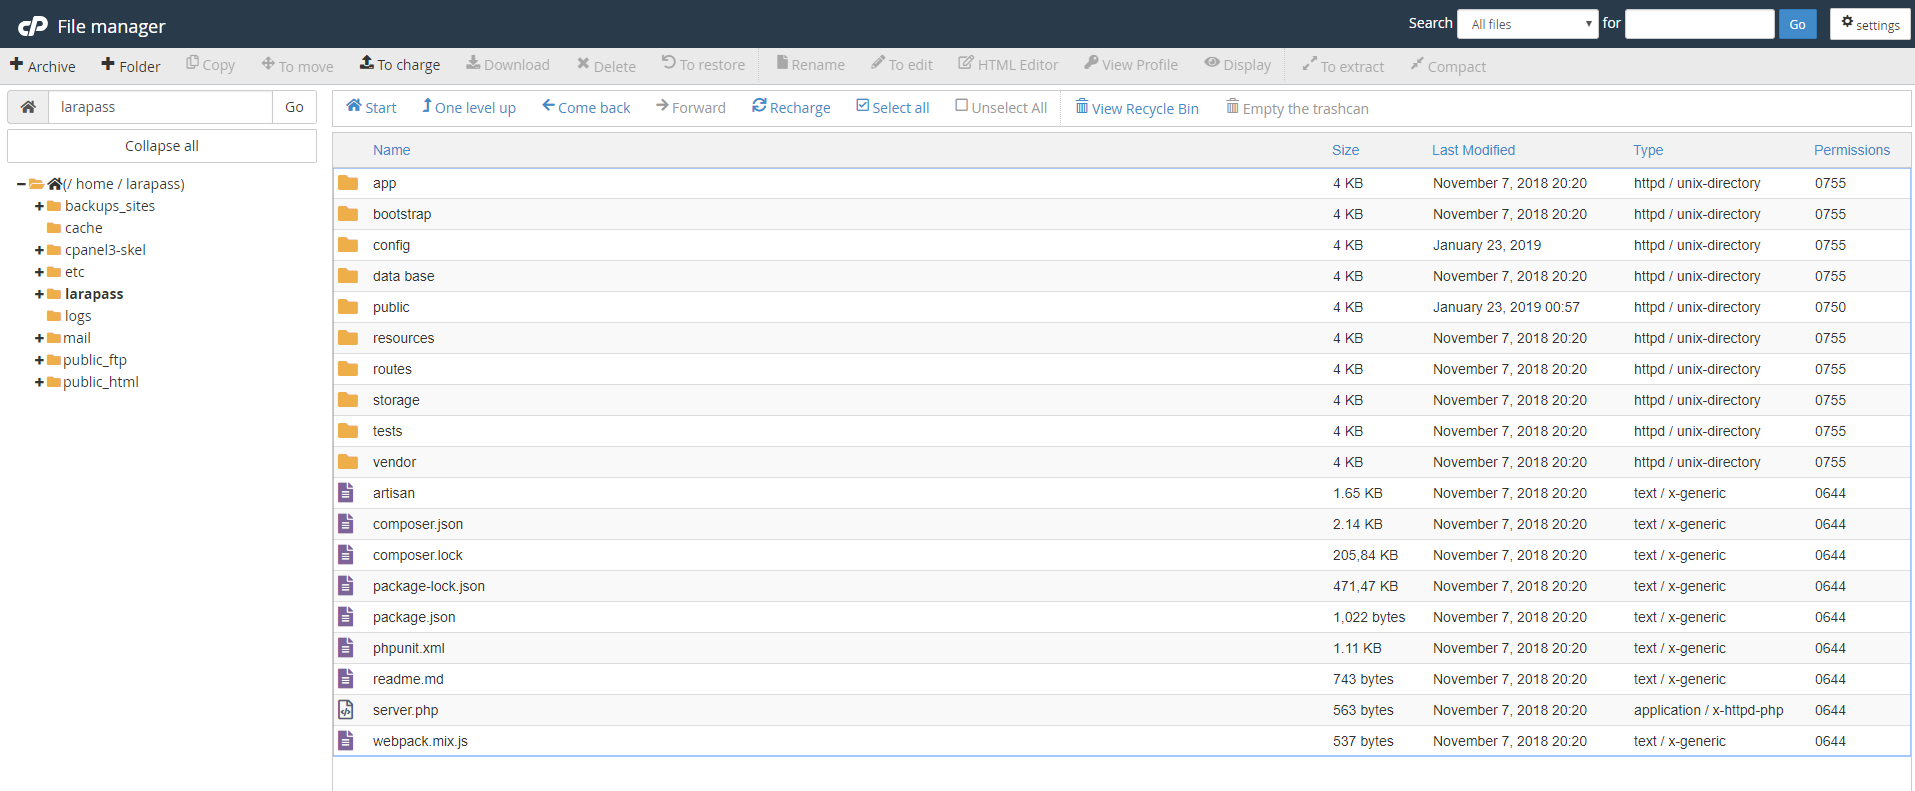 cP File manager Search All files for Go settings
Archive Folder Copy To move To charge Download Delete To restore Rename To edit HTML Editor View Profile Display To extract Compact
larapass Go Start One level up Come back Forward Recharge Select all Unselect All View Recycle Bin Empty the trashcan
Collapse all
Name Size Last Modified Type Permissions
(/ home / larapass)
backups_sites
cache
cpanel3-skel
etc
larapass
logs
mail
public_ftp
public_html
app 4 KB November 7, 2018 20:20 httpd / unix-directory 0755
bootstrap 4 KB November 7, 2018 20:20 httpd / unix-directory 0755
config 4 KB January 23, 2019 httpd / unix-directory 0755
data base 4 KB November 7, 2018 20:20 httpd / unix-directory 0755
public 4 KB January 23, 2019 00:57 httpd / unix-directory 0750
resources 4 KB November 7, 2018 20:20 httpd / unix-directory 0755
routes 4 KB November 7, 2018 20:20 httpd / unix-directory 0755
storage 4 KB November 7, 2018 20:20 httpd / unix-directory 0755
tests 4 KB November 7, 2018 20:20 httpd / unix-directory 0755
vendor 4 KB November 7, 2018 20:20 httpd / unix-directory 0755
artisan 1.65 KB November 7, 2018 20:20 text / x-generic 0644
composer.json 2.14 KB November 7, 2018 20:20 text / x-generic 0644
composer.lock 205,84 KB November 7, 2018 20:20 text / x-generic 0644
package-lock.json 471,47 KB November 7, 2018 20:20 text / x-generic 0644
package.json 1,022 bytes November 7, 2018 20:20 text / x-generic 0644
phpunit.xml 1.11 KB November 7, 2018 20:20 text / x-generic 0644
readme.md 743 bytes November 7, 2018 20:20 text / x-generic 0644
server.php 563 bytes November 7, 2018 20:20 application / x-httpd-php 0644
webpack.mix.js 537 bytes November 7, 2018 20:20 text / x-generic 0644